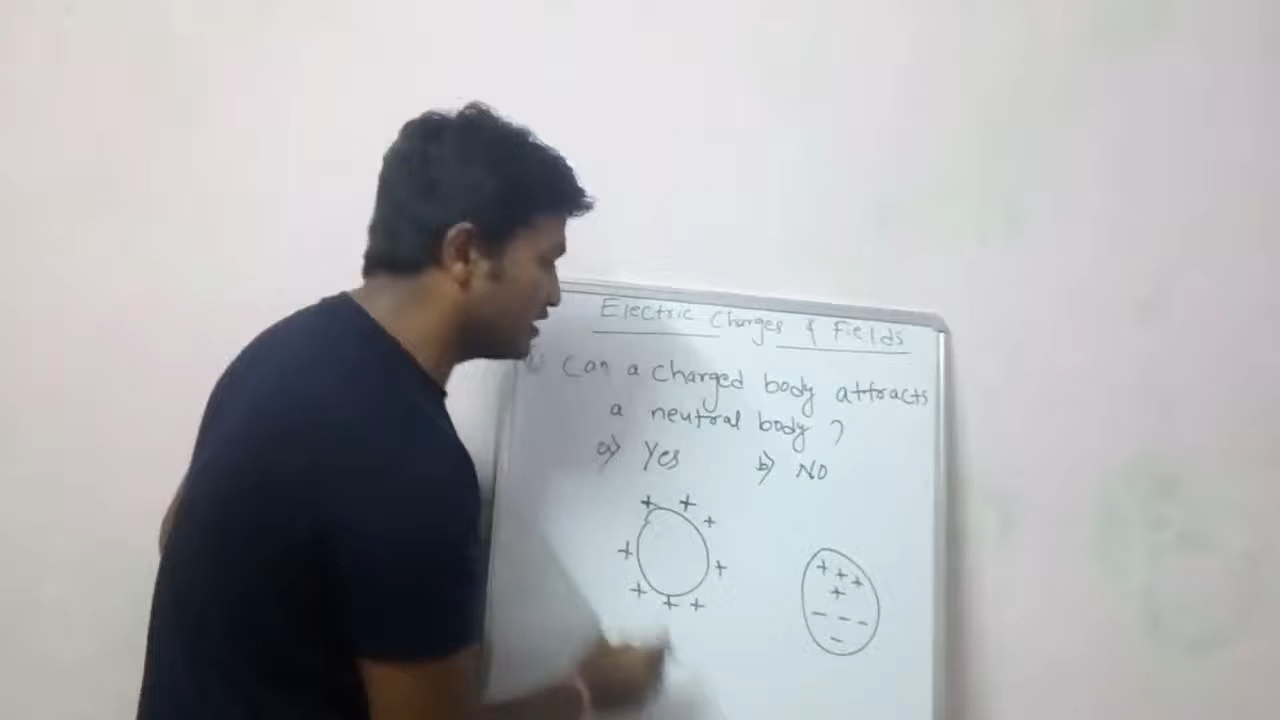 Electric Charges & Fields
Can a charged body attracts
a neutral body ?
a) Yes b) NO
+ + +
+ +
+ + +
+ + +
+
- - -
-